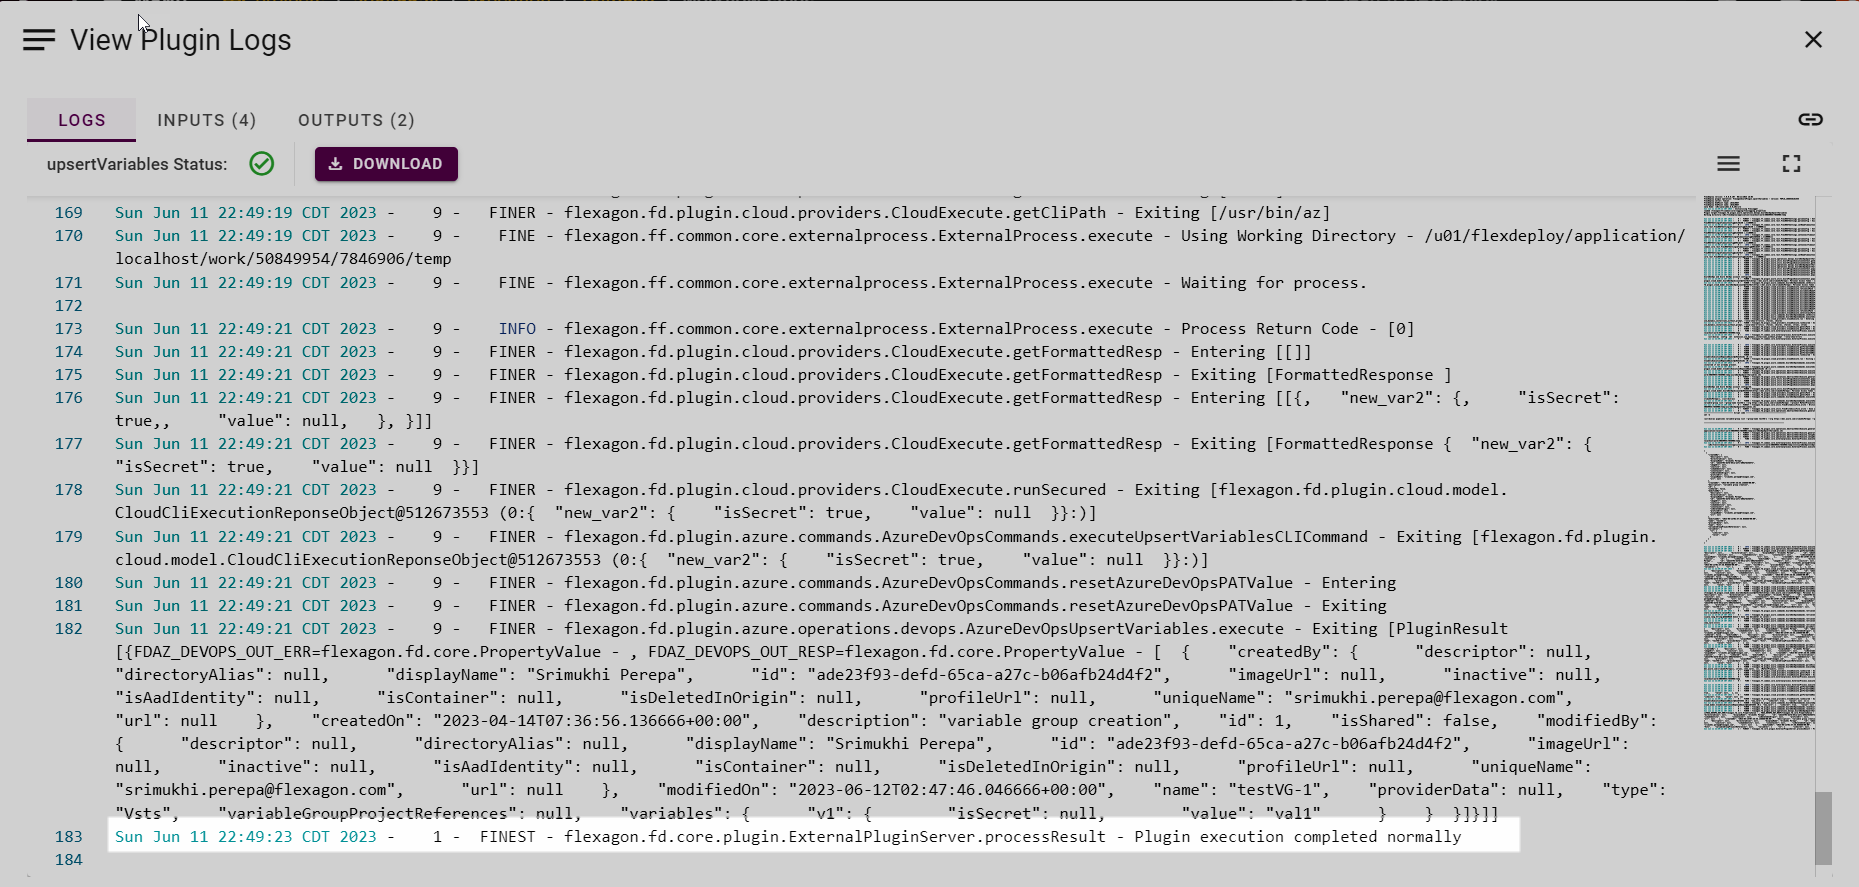 View Plugin Logs
LOGS INPUTS (4) OUTPUTS (2)
upsertVariables Status: DOWNLOAD
169 Sun Jun 11 22:49:19 CDT 2023 - 9 - FINER - flexagon.fd.plugin.cloud.providers.CloudExecute.getCliPath - Exiting [/usr/bin/az]
170 Sun Jun 11 22:49:19 CDT 2023 - 9 - FINE - flexagon.ff.common.core.externalprocess.ExternalProcess.execute - Using Working Directory - /u01/flexdeploy/application/
localhost/work/50849954/7846906/temp
171 Sun Jun 11 22:49:19 CDT 2023 - 9 - FINE - flexagon.ff.common.core.externalprocess.ExternalProcess.execute - Waiting for process.
172
173 Sun Jun 11 22:49:21 CDT 2023 - 9 - INFO - flexagon.ff.common.core.externalprocess.ExternalProcess.execute - Process Return Code - [0]
174 Sun Jun 11 22:49:21 CDT 2023 - 9 - FINER - flexagon.fd.plugin.cloud.providers.CloudExecute.getFormattedResp - Entering [[]]
175 Sun Jun 11 22:49:21 CDT 2023 - 9 - FINER - flexagon.fd.plugin.cloud.providers.CloudExecute.getFormattedResp - Exiting [FormattedResponse ]
176 Sun Jun 11 22:49:21 CDT 2023 - 9 - FINER - flexagon.fd.plugin.cloud.providers.CloudExecute.getFormattedResp - Entering [[{, "new_var2": {, "isSecret":
true,, "value": null, }, }]]
177 Sun Jun 11 22:49:21 CDT 2023 - 9 - FINER - flexagon.fd.plugin.cloud.providers.CloudExecute.getFormattedResp - Exiting [FormattedResponse { "new_var2": {
"isSecret": true, "value": null }}]
178 Sun Jun 11 22:49:21 CDT 2023 - 9 - FINER - flexagon.fd.plugin.cloud.providers.CloudExecute.runSecured - Exiting [flexagon.fd.plugin.cloud.model.
CloudCliExecutionReponseObject@512673553 (0:{ "new_var2": { "isSecret": true, "value": null }}:)]
179 Sun Jun 11 22:49:21 CDT 2023 - 9 - FINER - flexagon.fd.plugin.azure.commands.AzureDevOpsCommands.executeUpsertVariablesCLICommand - Exiting [flexagon.fd.plugin.
cloud.model.CloudCliExecutionReponseObject@512673553 (0:{ "new_var2": { "isSecret": true, "value": null }}:)]
180 Sun Jun 11 22:49:21 CDT 2023 - 9 - FINER - flexagon.fd.plugin.azure.commands.AzureDevOpsCommands.resetAzureDevOpsPATValue - Entering
181 Sun Jun 11 22:49:21 CDT 2023 - 9 - FINER - flexagon.fd.plugin.azure.commands.AzureDevOpsCommands.resetAzureDevOpsPATValue - Exiting
182 Sun Jun 11 22:49:21 CDT 2023 - 9 - FINER - flexagon.fd.plugin.azure.operations.devops.AzureDevOpsUpsertVariables.execute - Exiting [PluginResult
[{FDAZ_DEVOPS_OUT_ERR=flexagon.fd.core.PropertyValue - , FDAZ_DEVOPS_OUT_RESP=flexagon.fd.core.PropertyValue - [ { "createdBy": { "descriptor": null,
"directoryAlias": null, "displayName": "Srimukhi Perepa", "id": "ade23f93-defd-65ca-a27c-b06afb24d4f2", "imageUrl": null, "inactive": null,
"isAadIdentity": null, "isContainer": null, "isDeletedInOrigin": null, "profileUrl": null, "uniqueName": "srimukhi.perepa@flexagon.com",
"url": null }, "createdOn": "2023-04-14T07:36:56.136666+00:00", "description": "variable group creation", "id": 1, "isShared": false, "modifiedBy":
{ "descriptor": null, "directoryAlias": null, "displayName": "Srimukhi Perepa", "id": "ade23f93-defd-65ca-a27c-b06afb24d4f2", "imageUrl":
null, "inactive": null, "isAadIdentity": null, "isContainer": null, "isDeletedInOrigin": null, "profileUrl": null, "uniqueName":
"srimukhi.perepa@flexagon.com", "url": null }, "modifiedOn": "2023-06-12T02:47:46.046666+00:00", "name": "testVG-1", "providerData": null, "type":
"Vsts", "variableGroupProjectReferences": null, "variables": { "v1": { "isSecret": null, "value": "val1" } } }]}]]
183 Sun Jun 11 22:49:23 CDT 2023 - 1 - FINEST - flexagon.fd.core.plugin.ExternalPluginServer.processResult - Plugin execution completed normally
184